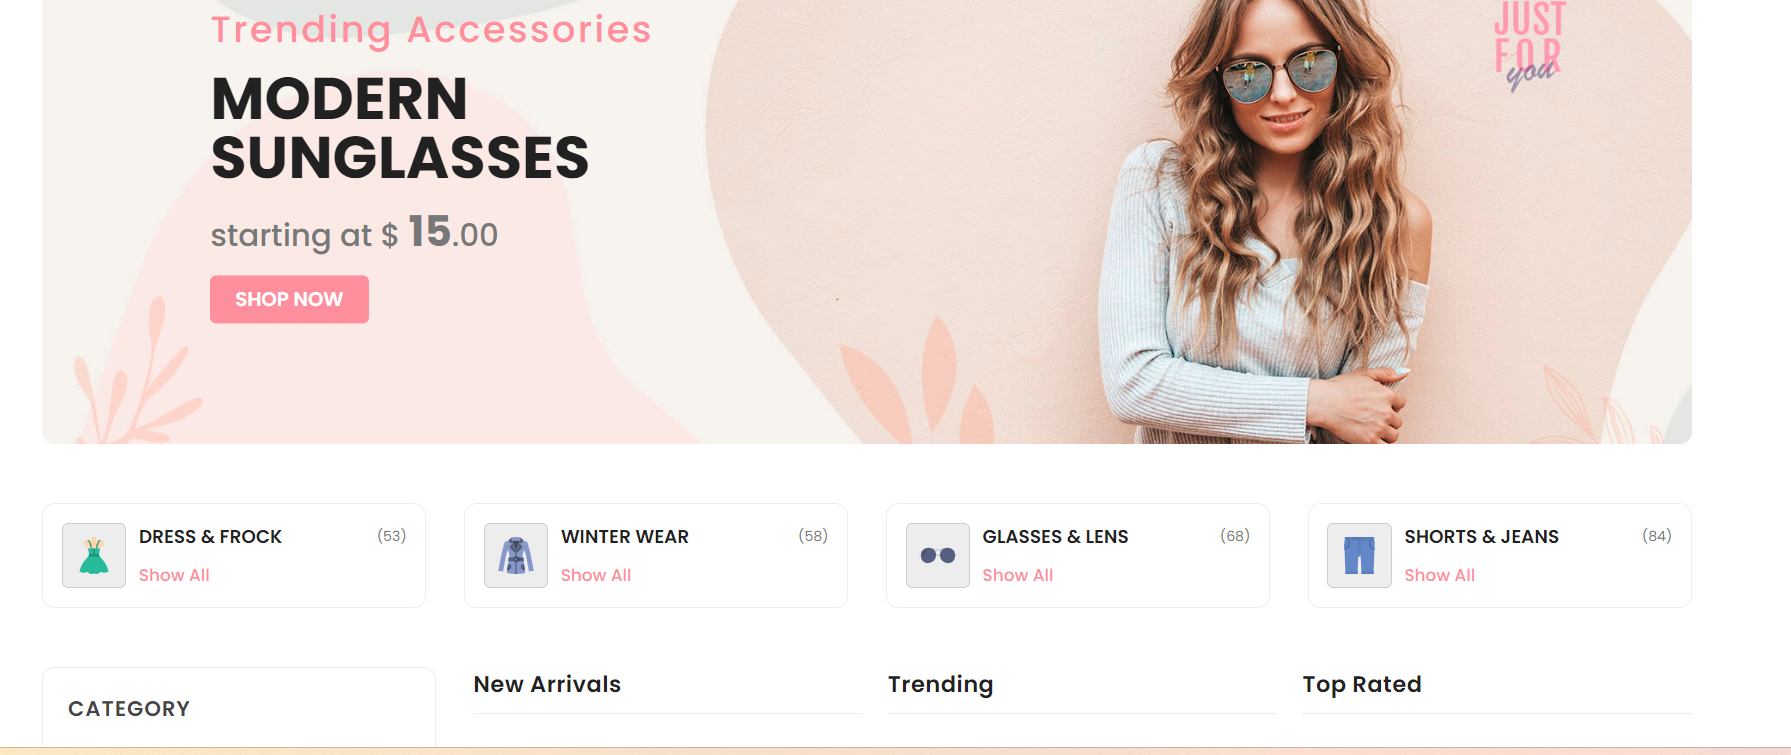 Trending Accessories
MODERN
SUNGLASSES
starting at $ 15.00
SHOP NOW
JUST
FOR
you
DRESS & FROCK
(53)
Show All
WINTER WEAR
(58)
Show All
GLASSES & LENS
(68)
Show All
SHORTS & JEANS
(84)
Show All
CATEGORY
New Arrivals
Trending
Top Rated